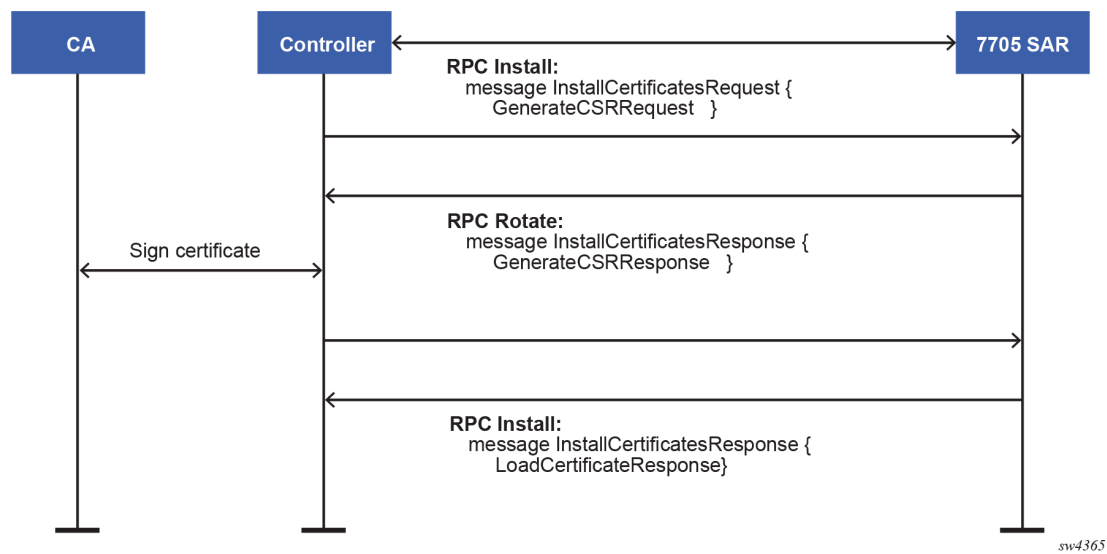 CA
Controller
7705 SAR
RPC Install:
message InstallCertificatesRequest {
GenerateCSRRequest }
RPC Rotate:
message InstallCertificatesResponse {
GenerateCSRResponse }
Sign certificate
RPC Install:
message InstallCertificatesResponse {
LoadCertificateResponse}
sw4365